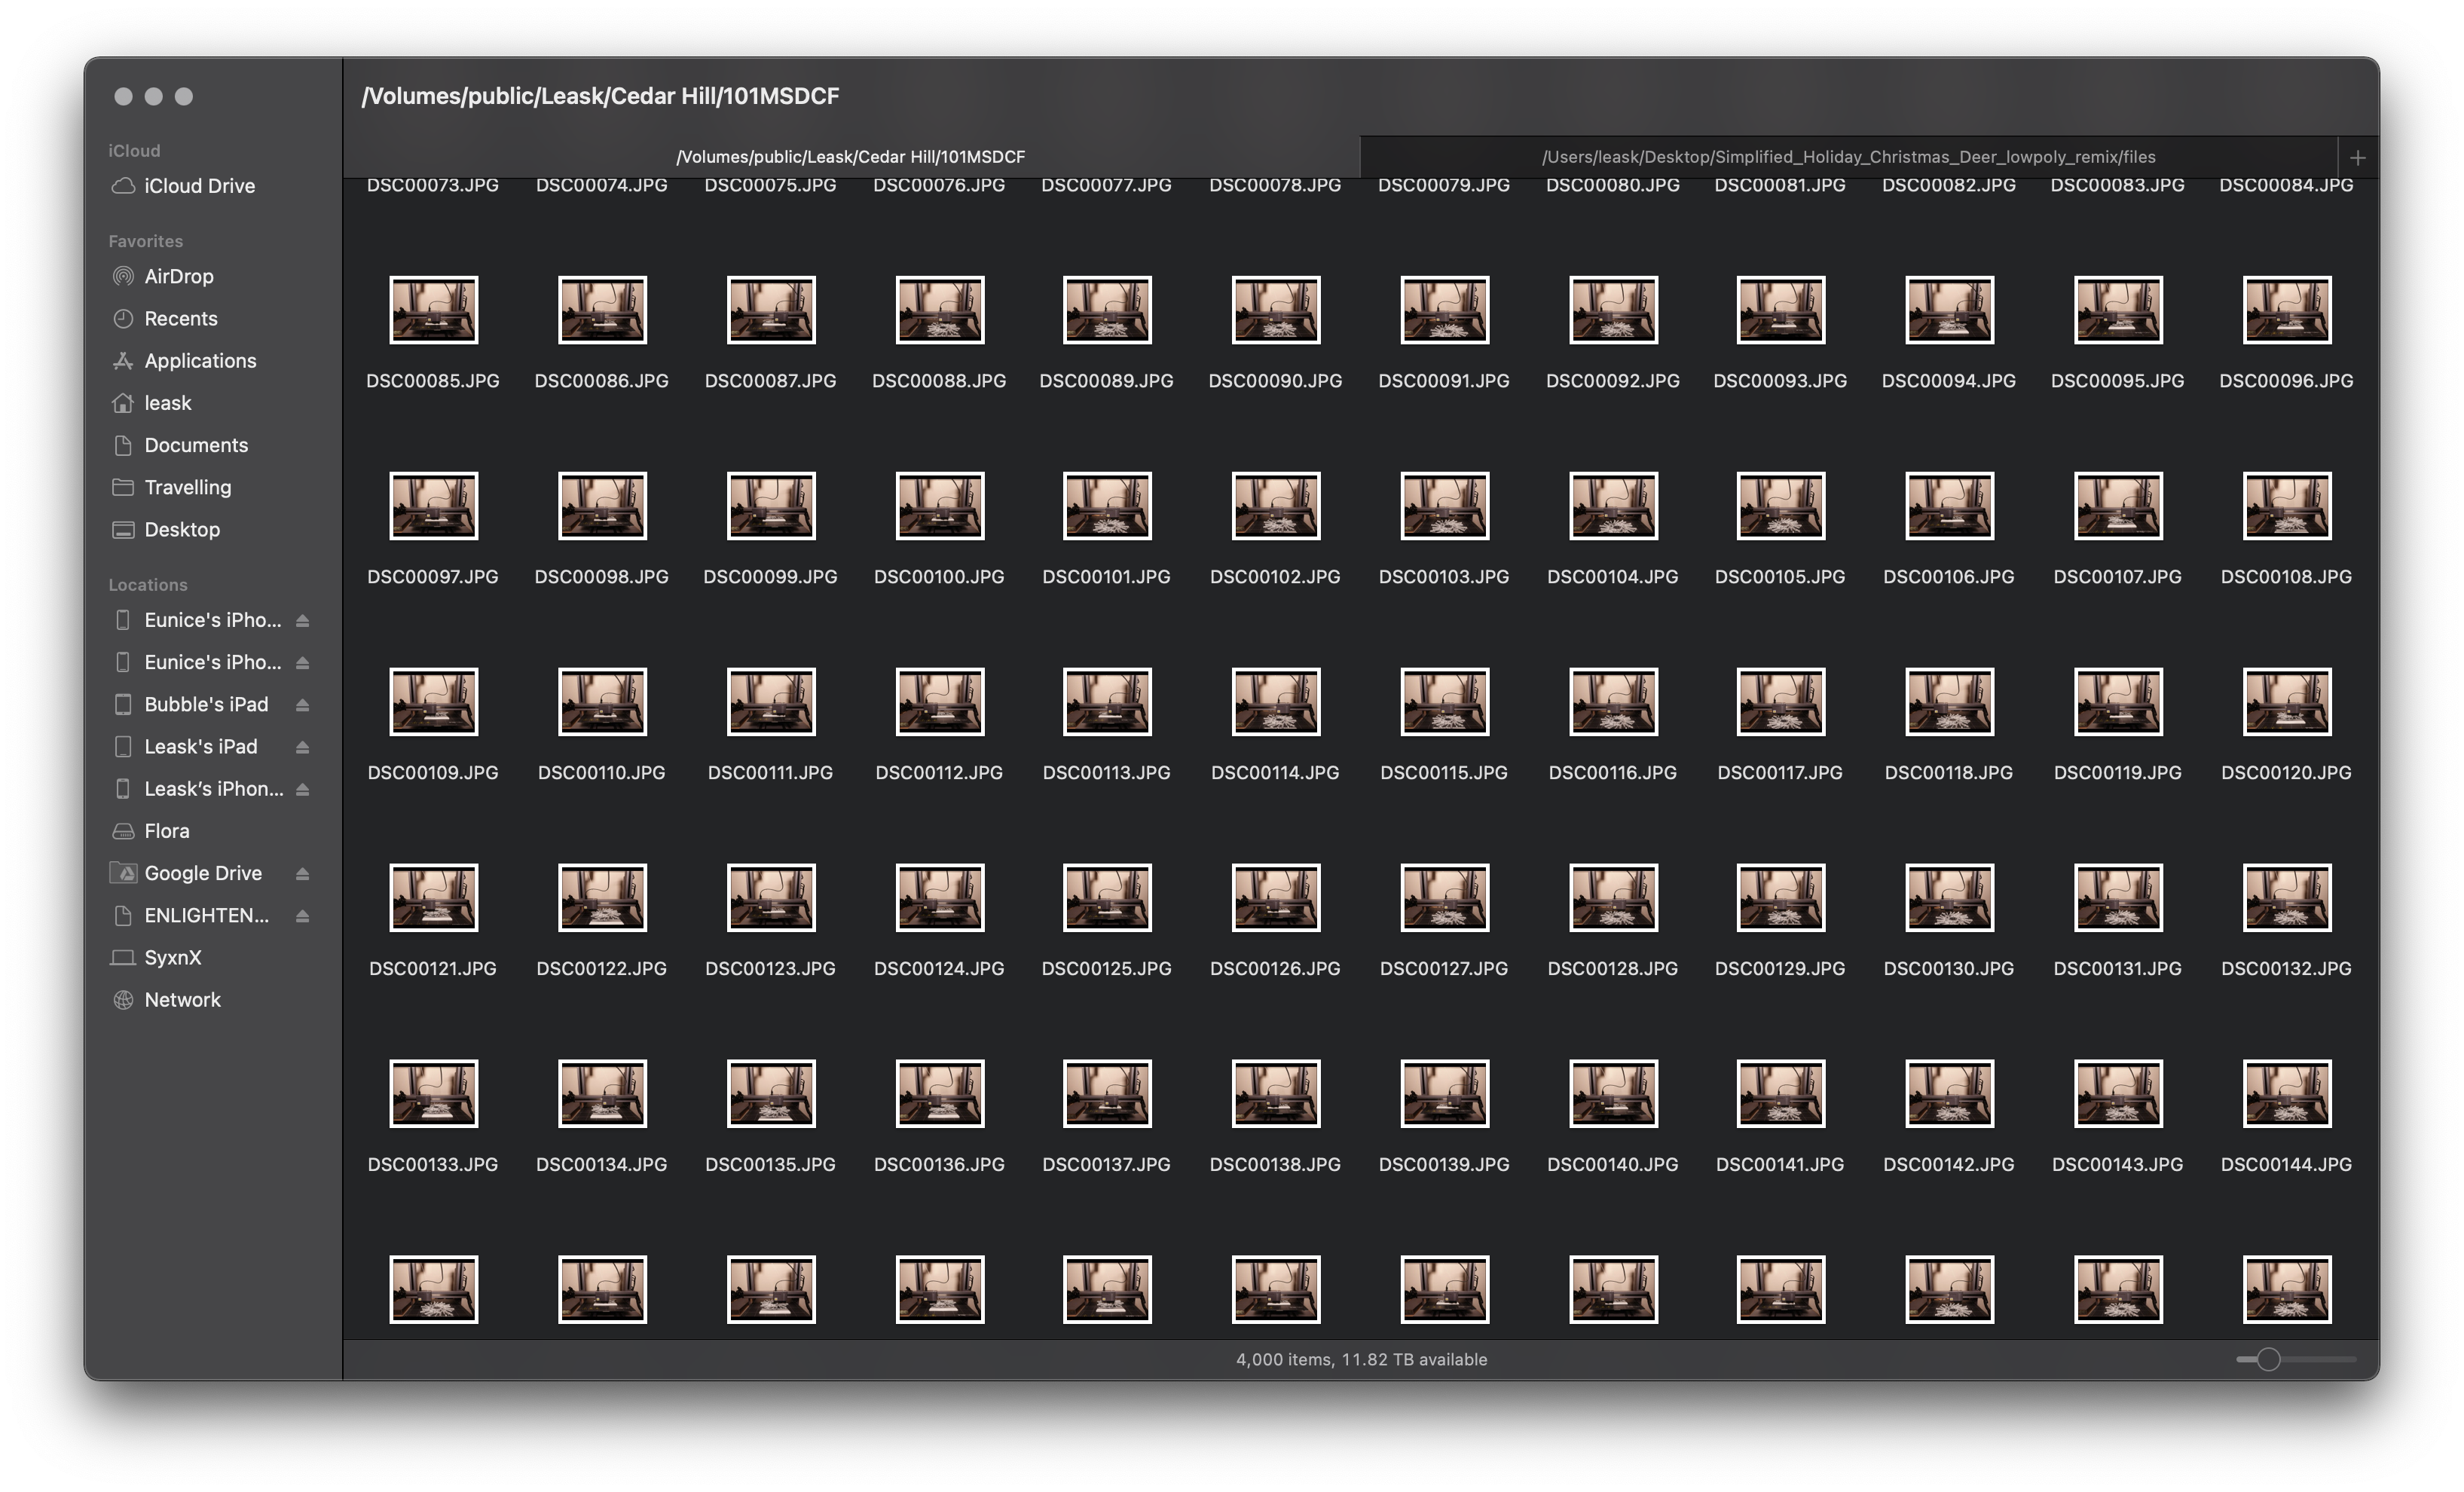 /Volumes/public/Leask/Cedar Hill/101MSDCF
/Volumes/public/Leask/Cedar Hill/101MSDCF
/Users/leask/Desktop/Simplified_Holiday_Christmas_Deer_lowpoly_remix/files
iCloud
iCloud Drive
Favorites
AirDrop
Recents
Applications
leask
Documents
Travelling
Desktop
Locations
Eunice's iPho...
Eunice's iPho...
Bubble's iPad
Leask's iPad
Leask’s iPhon...
Flora
Google Drive
ENLIGHTEN...
SyxnX
Network
DSC00073.JPG DSC00074.JPG DSC00075.JPG DSC00076.JPG DSC00077.JPG DSC00078.JPG DSC00079.JPG DSC00080.JPG DSC00081.JPG DSC00082.JPG DSC00083.JPG DSC00084.JPG
DSC00085.JPG DSC00086.JPG DSC00087.JPG DSC00088.JPG DSC00089.JPG DSC00090.JPG DSC00091.JPG DSC00092.JPG DSC00093.JPG DSC00094.JPG DSC00095.JPG DSC00096.JPG
DSC00097.JPG DSC00098.JPG DSC00099.JPG DSC00100.JPG DSC00101.JPG DSC00102.JPG DSC00103.JPG DSC00104.JPG DSC00105.JPG DSC00106.JPG DSC00107.JPG DSC00108.JPG
DSC00109.JPG DSC00110.JPG DSC00111.JPG DSC00112.JPG DSC00113.JPG DSC00114.JPG DSC00115.JPG DSC00116.JPG DSC00117.JPG DSC00118.JPG DSC00119.JPG DSC00120.JPG
DSC00121.JPG DSC00122.JPG DSC00123.JPG DSC00124.JPG DSC00125.JPG DSC00126.JPG DSC00127.JPG DSC00128.JPG DSC00129.JPG DSC00130.JPG DSC00131.JPG DSC00132.JPG
DSC00133.JPG DSC00134.JPG DSC00135.JPG DSC00136.JPG DSC00137.JPG DSC00138.JPG DSC00139.JPG DSC00140.JPG DSC00141.JPG DSC00142.JPG DSC00143.JPG DSC00144.JPG
4,000 items, 11.82 TB available